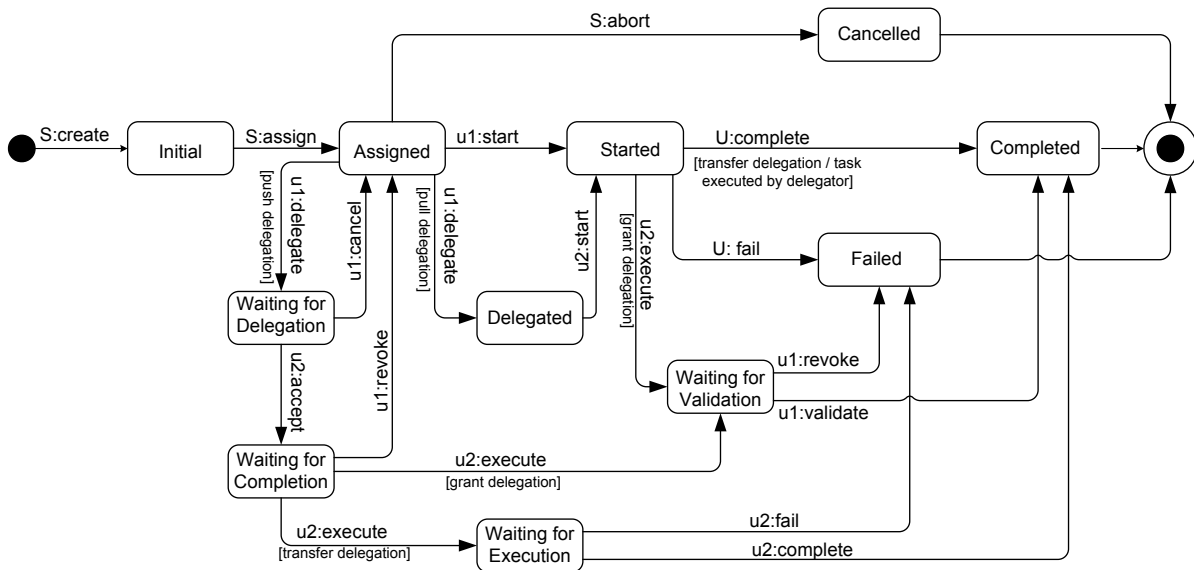 S:abort
Cancelled
S:create
Initial
S:assign
Assigned
u1:start
Started
U:complete
[transfer delegation / task
executed by delegator]
Completed
u1:delegate
[push delegation]
u1:cancel
u1:revoke
u1:delegate
[pull delegation]
u2:start
u2:execute
[grant delegation]
U: fail
Failed
Waiting for
Delegation
Delegated
u2:accept
Waiting for
Validation
u1:revoke
u1:validate
Waiting for
Completion
u2:execute
[grant delegation]
u2:execute
[transfer delegation]
Waiting for
Execution
u2:fail
u2:complete